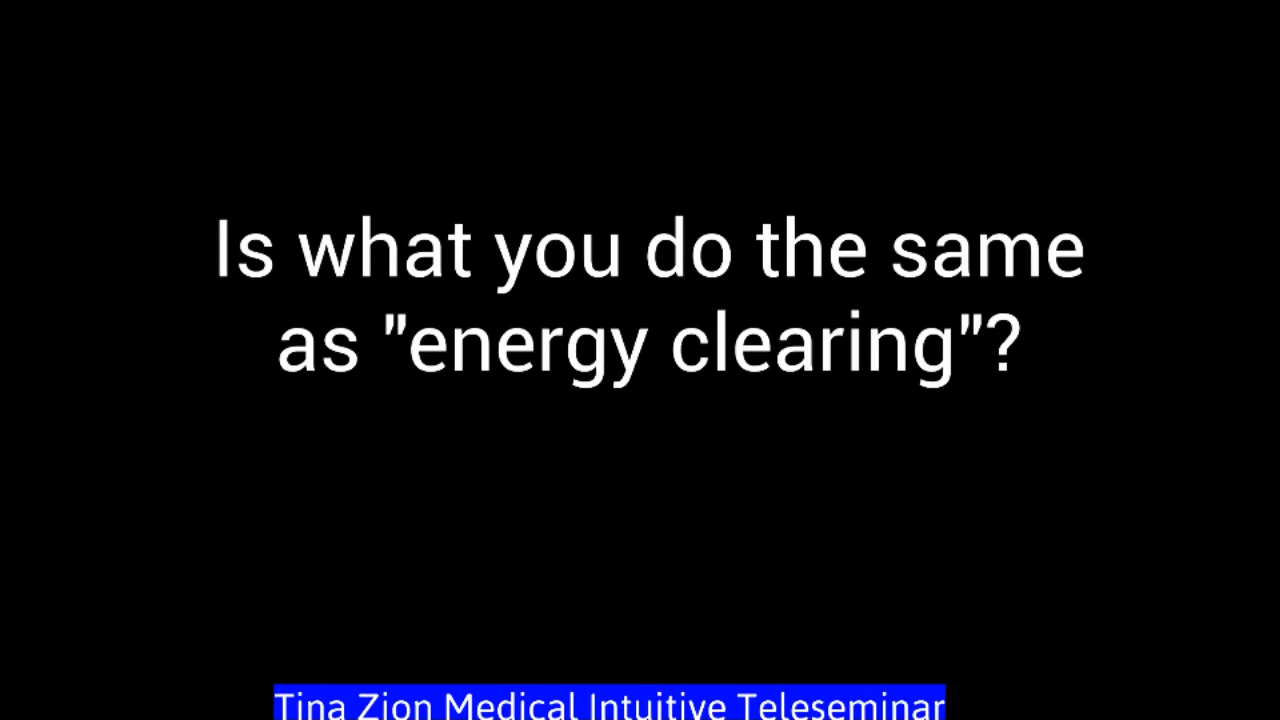 Is what you do the same
as "energy clearing"?
Tina Zion Medical Intuitive Teleseminar